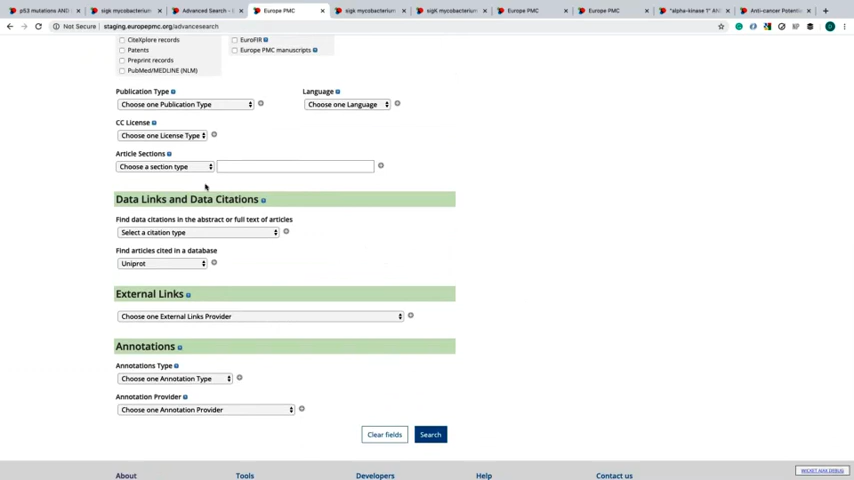 p53 mutations AND
sigk mycobacterium
Advanced Search - 
Europe PMC
sigk mycobacterium
sigK mycobacterium
Europe PMC
Europe PMC
"alpha-kinase 1" AN
Anti-cancer Potenti
Not Secure
staging.europepmc.org/advancesearch
CiteXplore records
EuroFIR
Patents
Europe PMC manuscripts
Preprint records
PubMed/MEDLINE (NLM)
Publication Type
Language
Choose one Publication Type
Choose one Language
CC License
Choose one License Type
Article Sections
Choose a section type
Data Links and Data Citations
Find data citations in the abstract or full text of articles
Select a citation type
Find articles cited in a database
Uniprot
External Links
Choose one External Links Provider
Annotations
Annotations Type
Choose one Annotation Type
Annotation Provider
Choose one Annotation Provider
Clear fields
Search
WICKET AJAX DEBUG
About
Tools
Developers
Help
Contact us